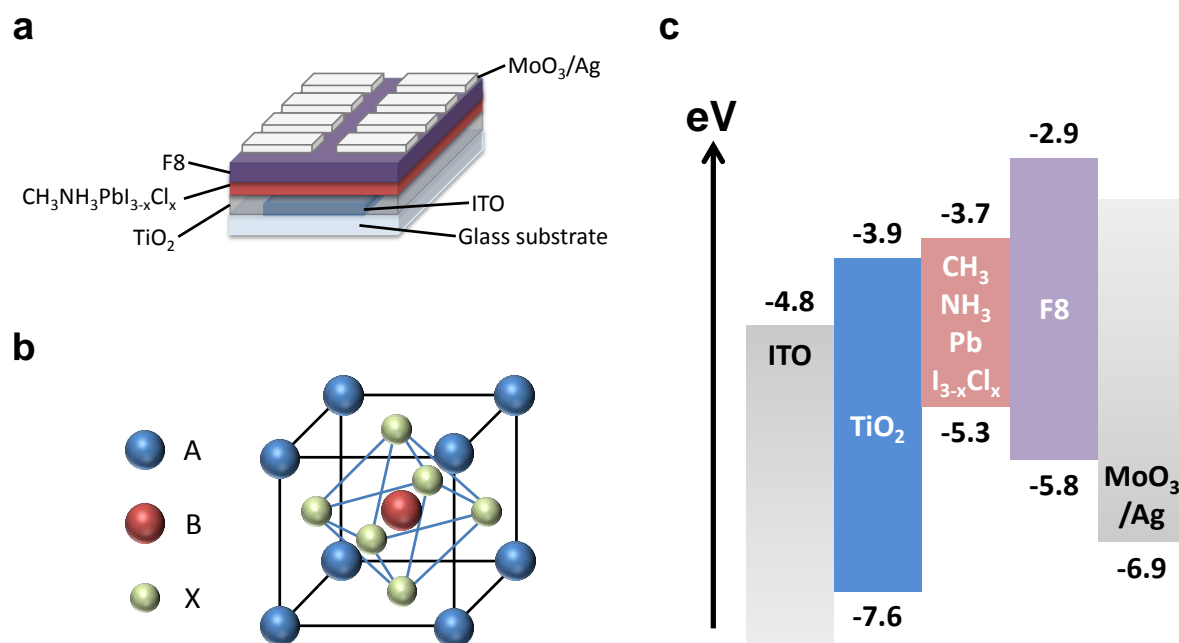 a
MoO₃/Ag
F8
CH₃NH₃PbI₃₋ₓClₓ
ITO
TiO₂
Glass substrate
b
A
B
X
c
eV
-4.8
ITO
-3.9
TiO₂
-7.6
-3.7
CH₃
NH₃
Pb
I₃₋ₓClₓ
-5.3
-2.9
F8
-5.8
MoO₃
/Ag
-6.9